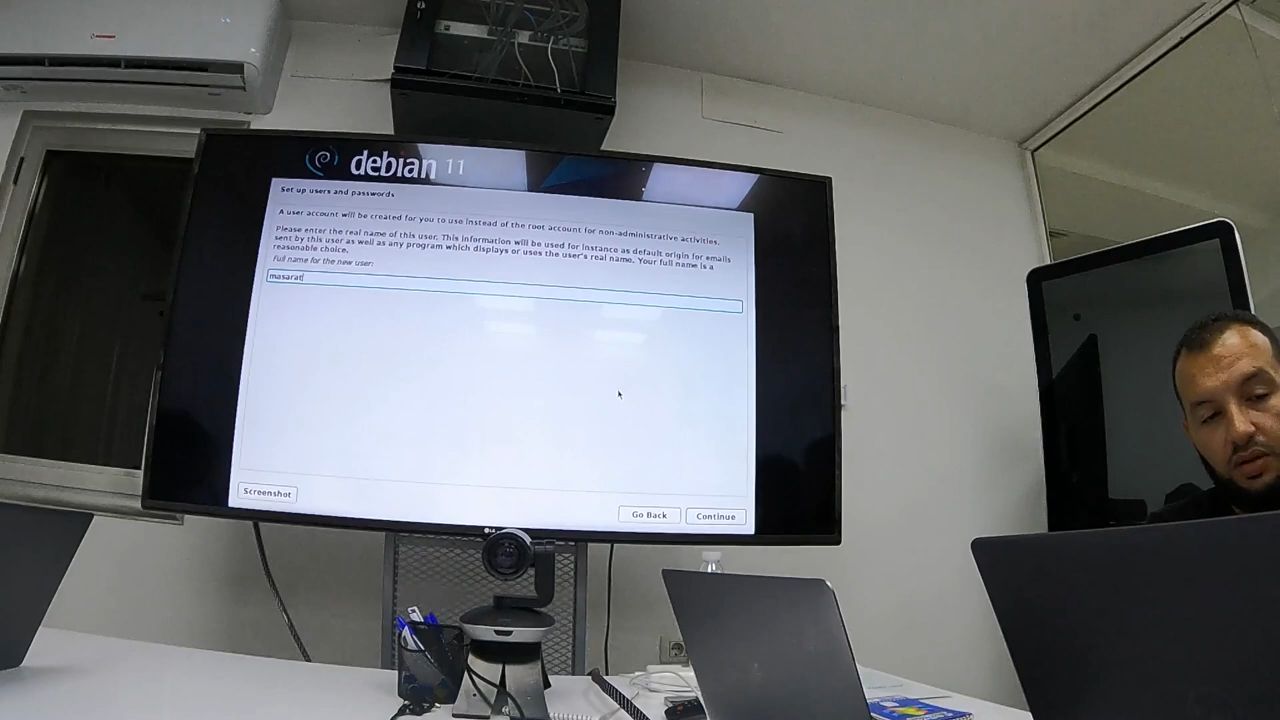 debian 11
Set up users and passwords
A user account will be created for you to use instead of the root account for non-administrative activities.
Please enter the real name of this user. This information will be used for instance as default origin for emails
sent by this user as well as any program which displays or uses the user's real name. Your full name is a
reasonable choice.
Full name for the new user:
masarat
Screenshot
Go Back
Continue
LG